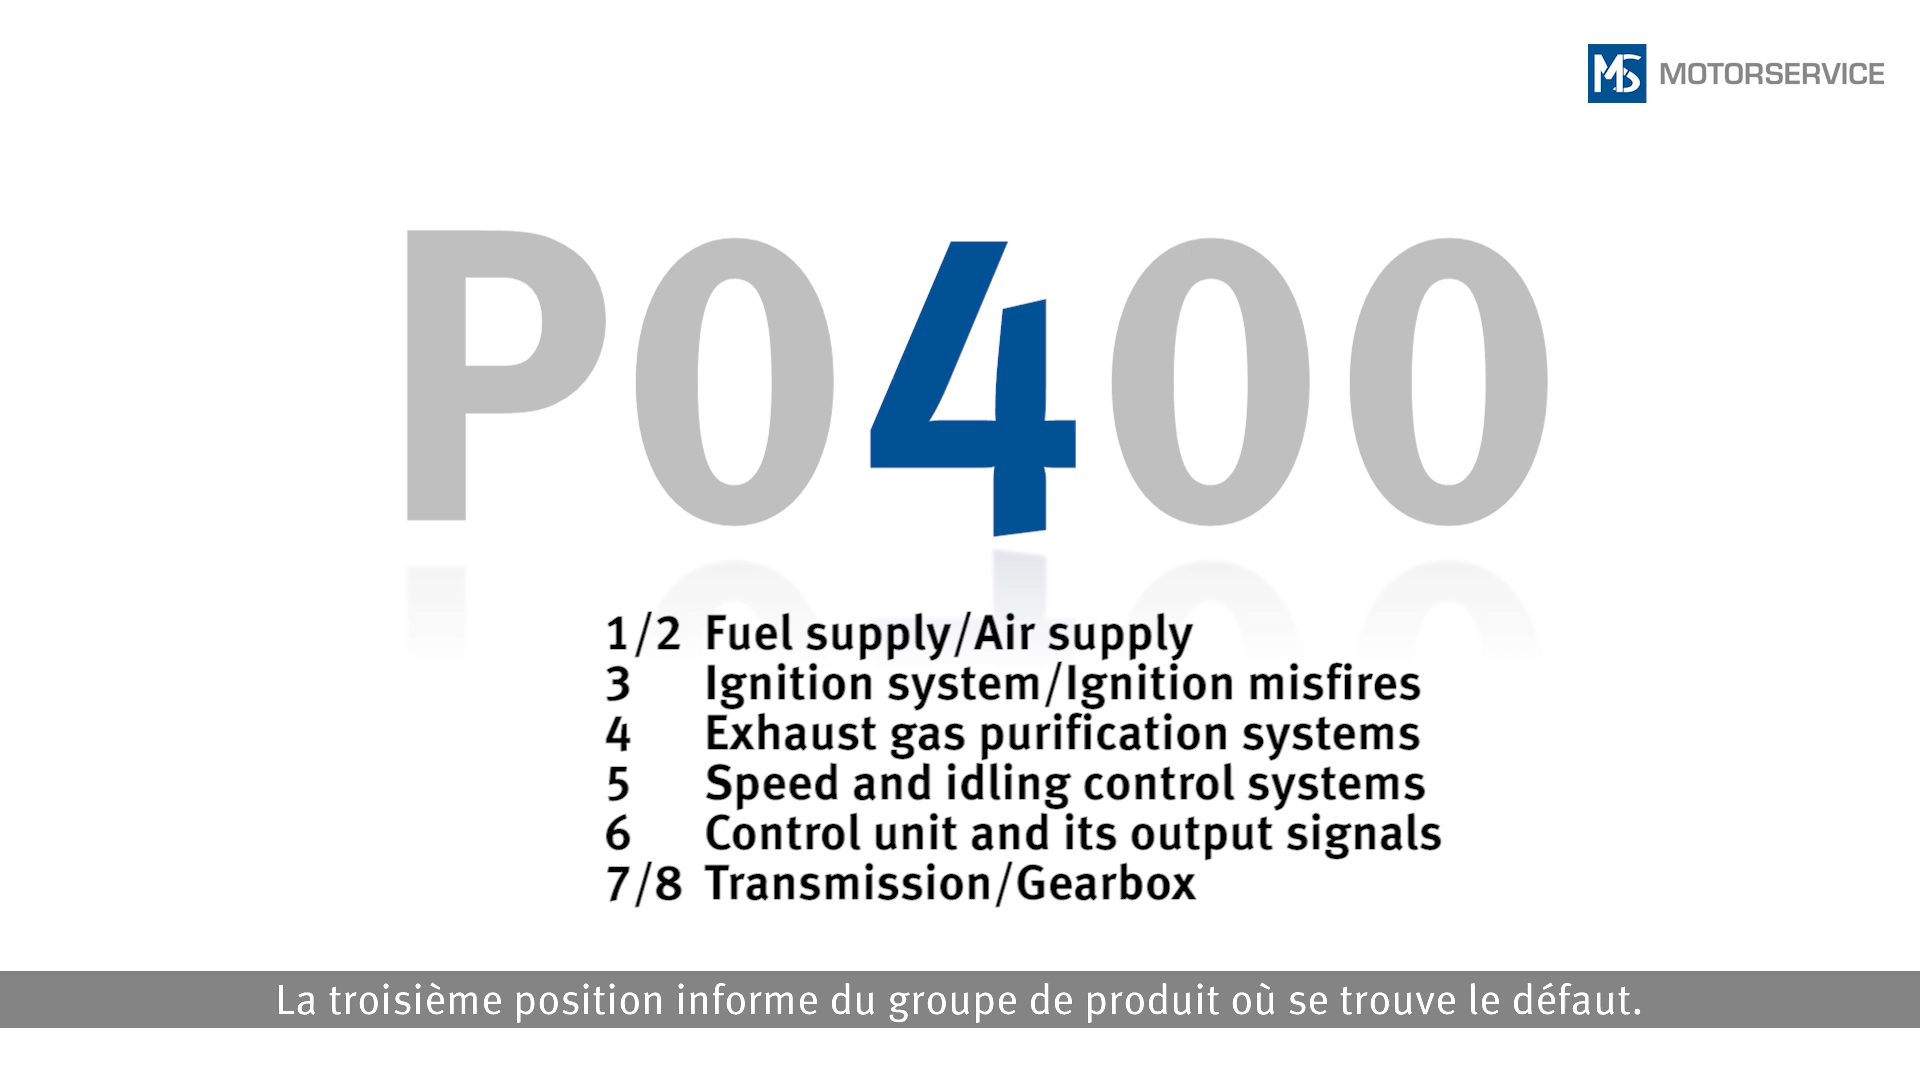 MS MOTORSERVICE
P0400
1/2 Fuel supply/Air supply
3 Ignition system/Ignition misfires
4 Exhaust gas purification systems
5 Speed and idling control systems
6 Control unit and its output signals
7/8 Transmission/Gearbox
La troisième position informe du groupe de produit où se trouve le défaut.